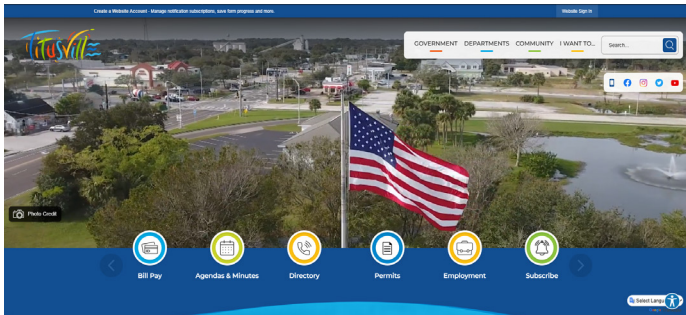 Create a Website Account - Manage notification subscriptions, save form progress and more.
Website Sign In
Titusville
GOVERNMENT DEPARTMENTS COMMUNITY I WANT TO...
Search...
Photo Credit
Bill Pay
Agendas & Minutes
Directory
Permits
Employment
Subscribe
Select Langu